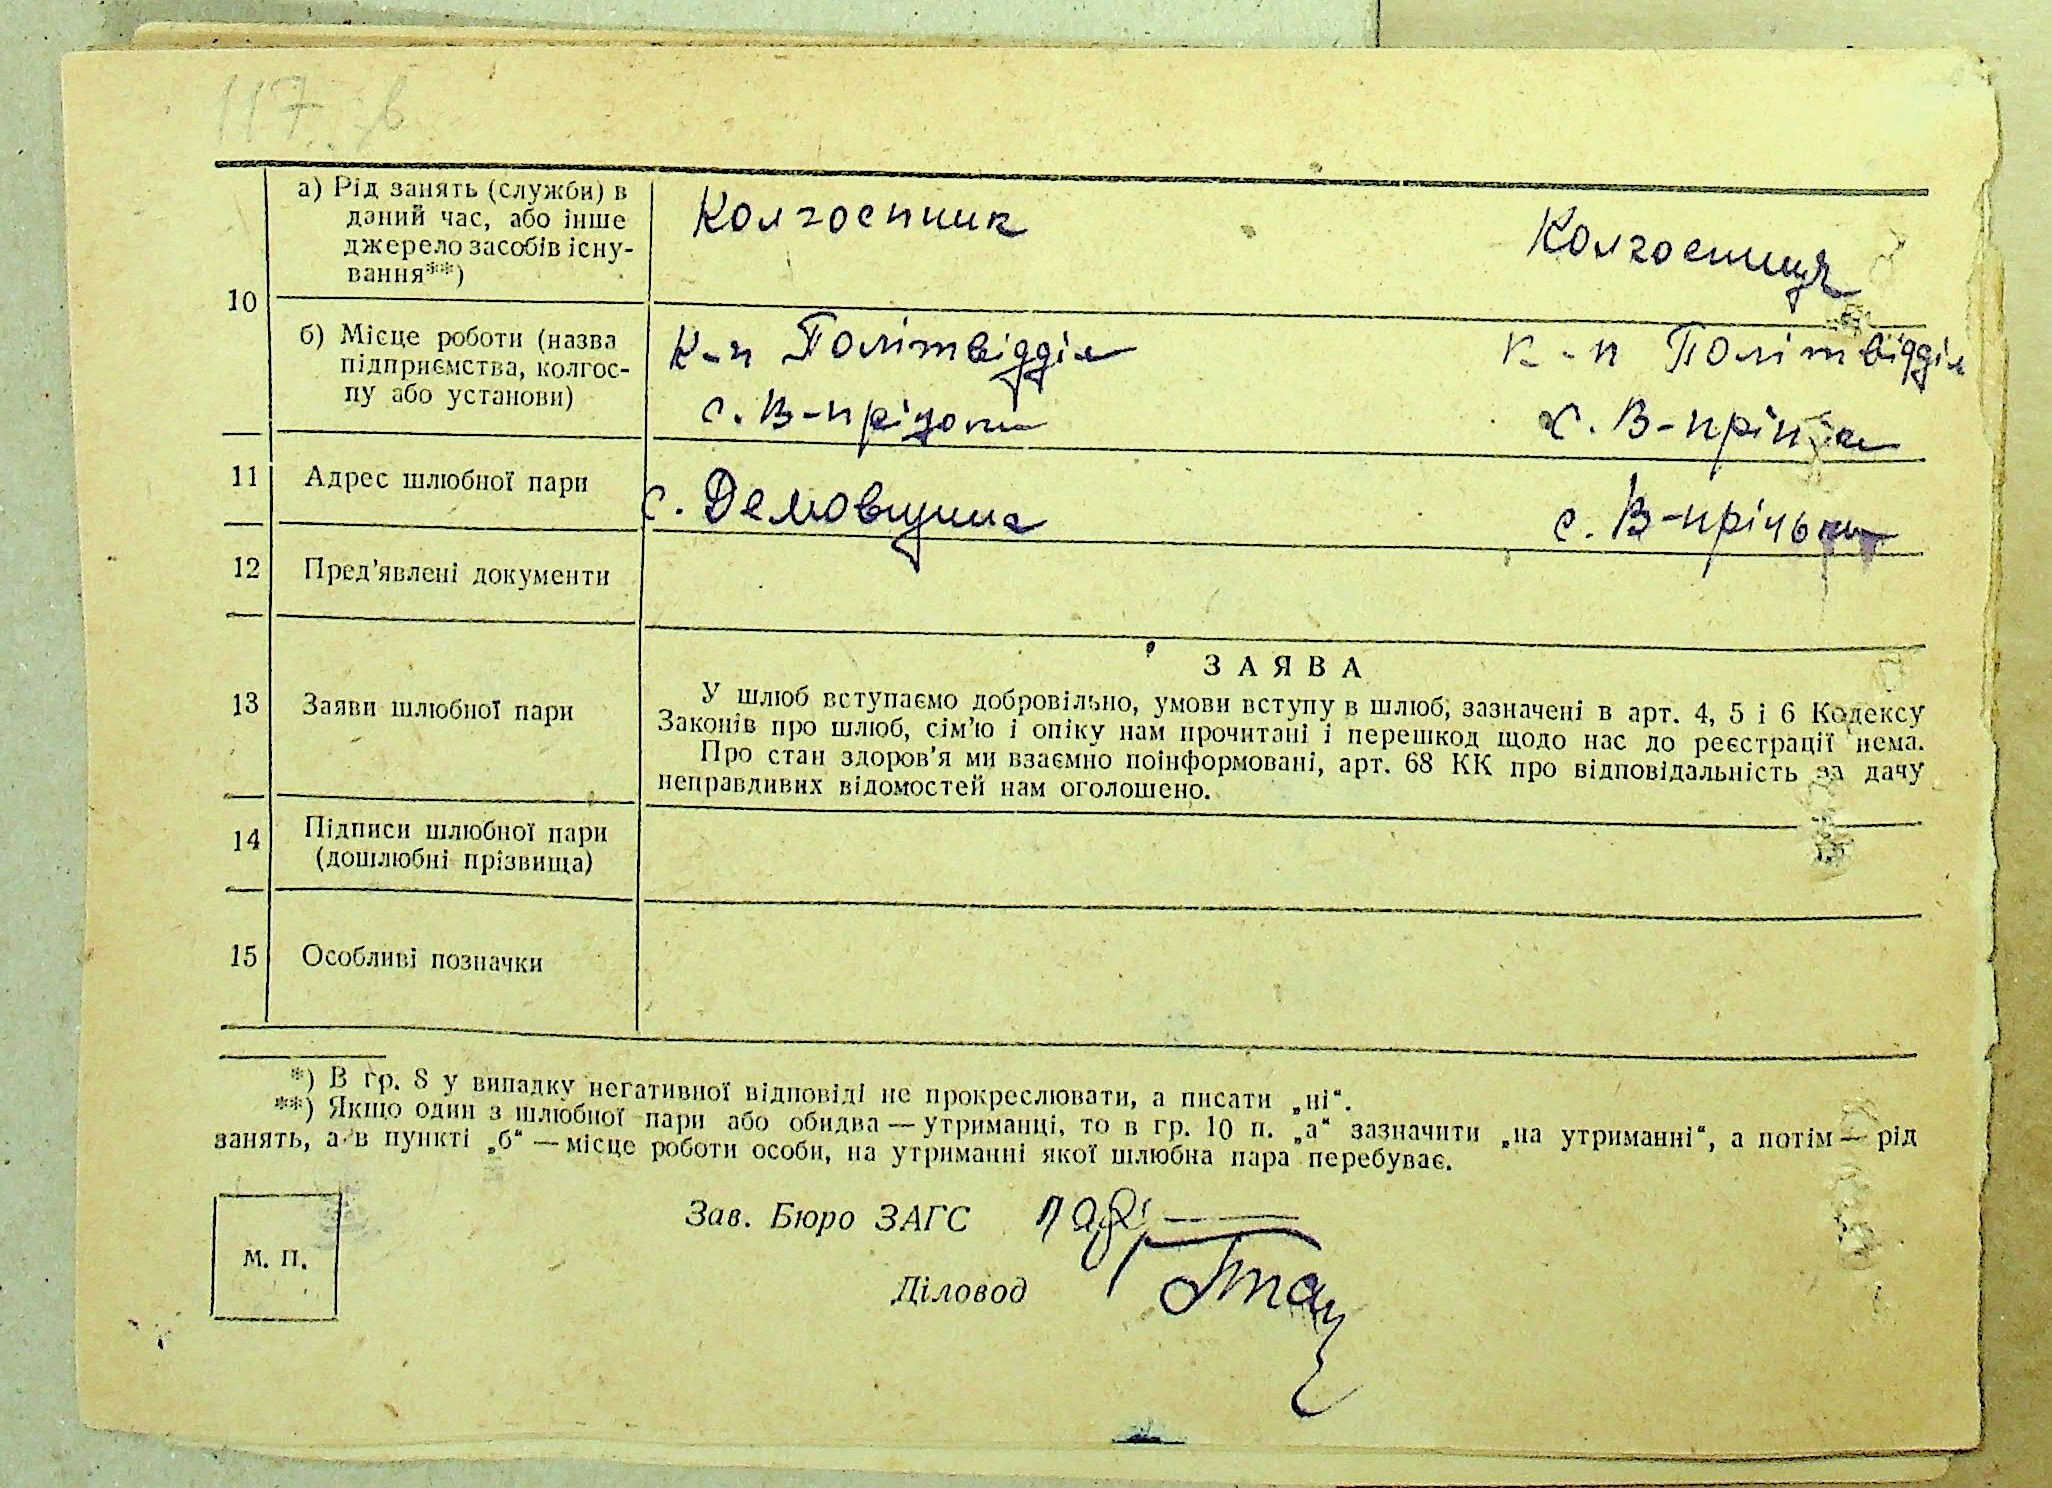 117 зв
а) Рід занять (служби) в
даний час, або інше
джерело засобів існу-
вання**)
Колгоспник
Колгоспниця
10
б) Місце роботи (назва
підприємства, колгос-
пу або установи)
к-п Політвідділ
с. В-
к-п Політвідділ
с. В-
11
Адрес шлюбної пари
с. Демовщина
с. В-
12
Пред'явлені документи
13
Заяви шлюбної пари
ЗАЯВА
У шлюб вступаємо добровільно, умови вступу в шлюб, зазначені в арт. 4, 5 і 6 Кодексу
Законів про шлюб, сім'ю і опіку нам прочитані і перешкод щодо нас до реєстрації нема.
Про стан здоров'я ми взаємно поінформовані, арт. 68 КК про відповідальність за дачу
неправдивих відомостей нам оголошено.
14
Підписи шлюбної пари
(дошлюбні прізвища)
15
Особливі позначки
*) В гр. 8 у випадку негативної відповіді не прокреслювати, а писати „ні“.
**) Якщо один з шлюбної пари або обидва — утриманці, то в гр. 10 п. „а“ зазначити „на утриманні“, а потім — рід
занять, а в пункті „б“ — місце роботи особи, на утриманні якої шлюбна пара перебуває.
М. П.
Зав. Бюро ЗАГС
Діловод